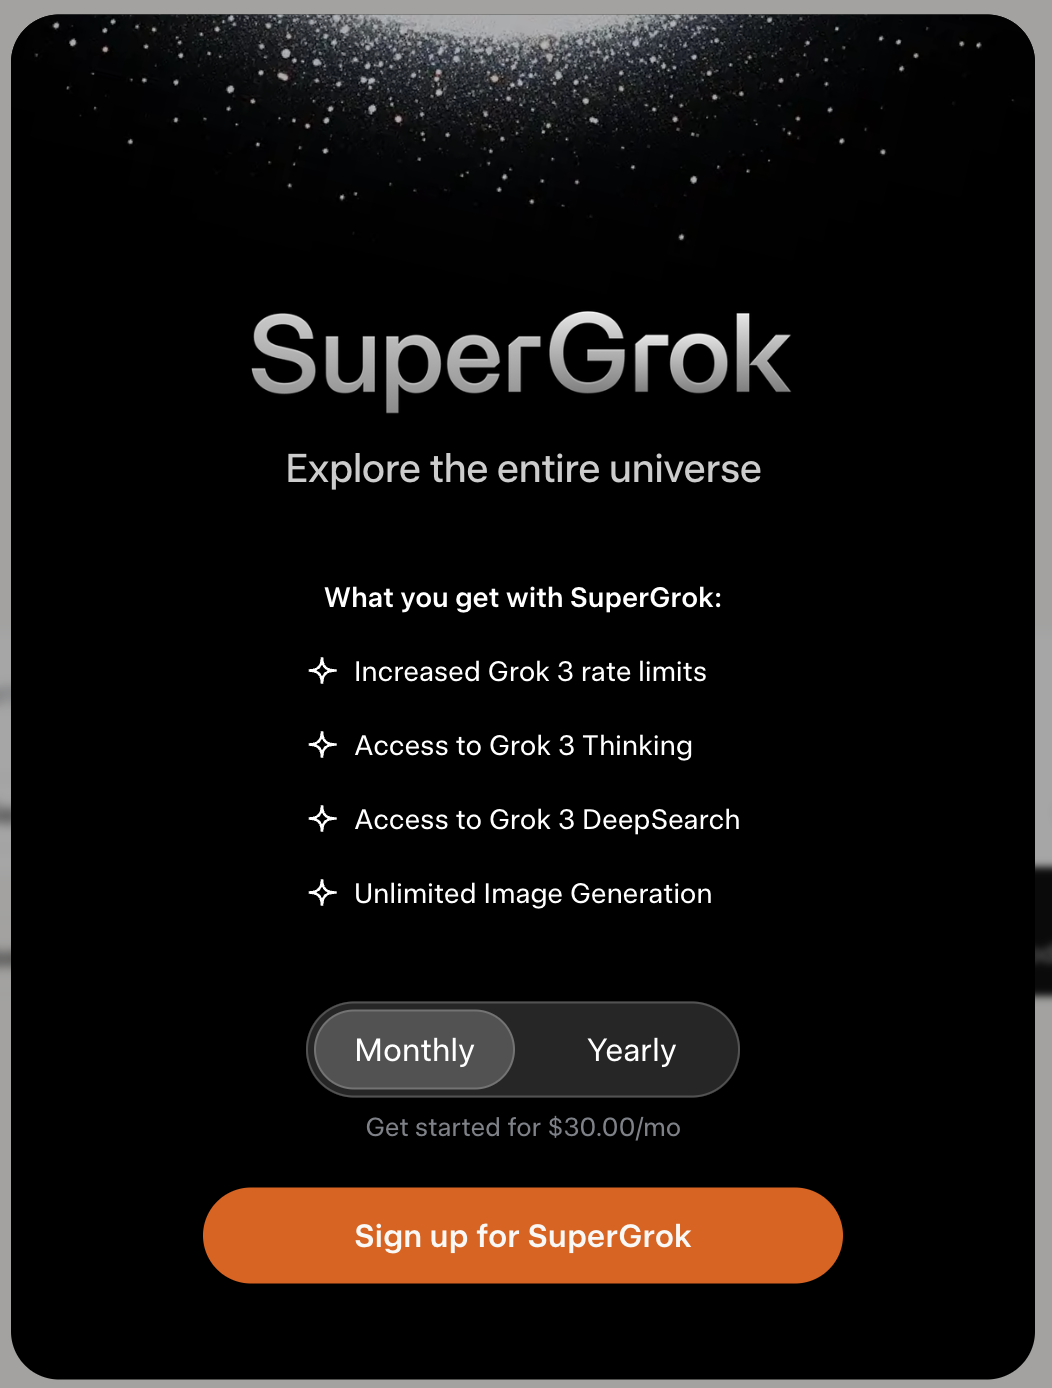 SuperGrok
Explore the entire universe
What you get with SuperGrok:
Increased Grok 3 rate limits
Access to Grok 3 Thinking
Access to Grok 3 DeepSearch
Unlimited Image Generation
Monthly Yearly
Get started for $30.00/mo
Sign up for SuperGrok